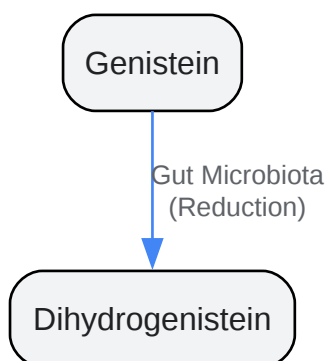 Genistein
Gut Microbiota
(Reduction)
Dihydrogenistein